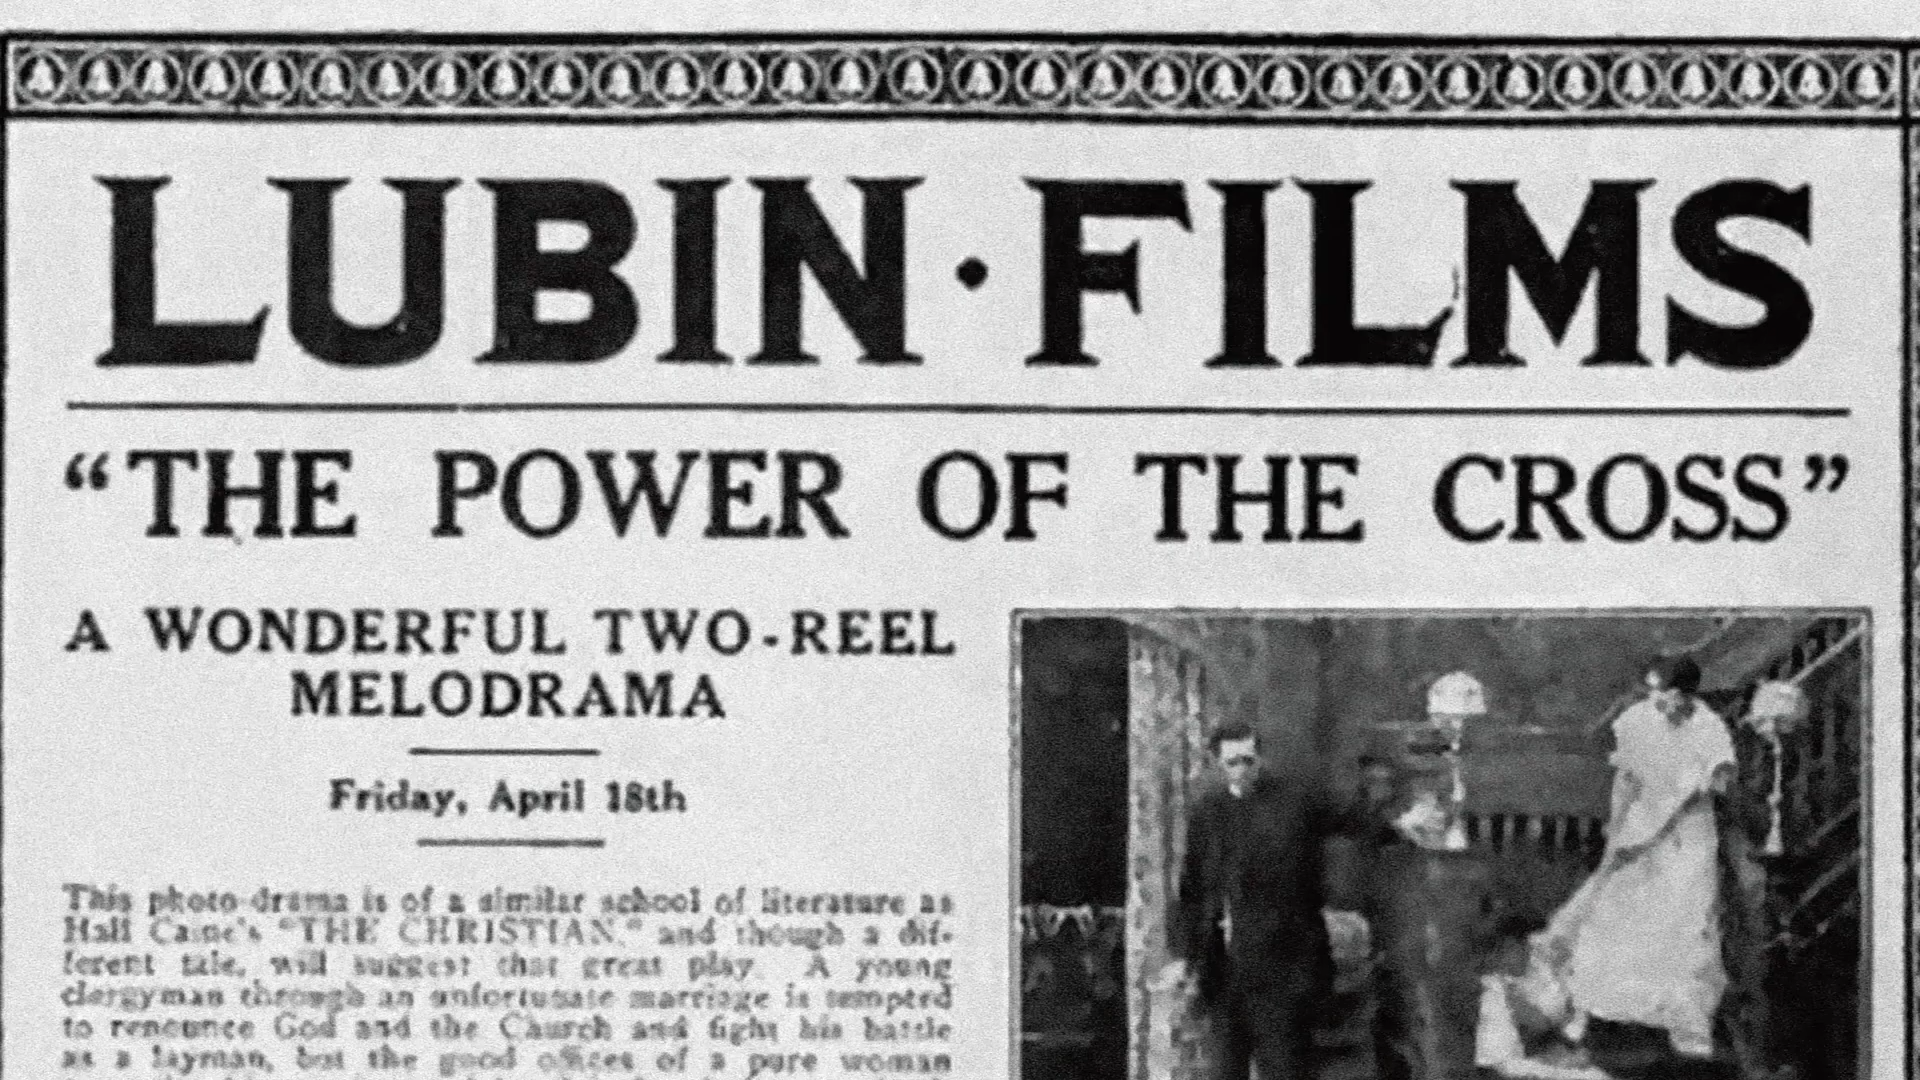 LUBIN · FILMS
“THE POWER OF THE CROSS”
A WONDERFUL TWO-REEL
MELODRAMA
Friday, April 18th
This photo-drama is of a similar school of literature as
Hall Caine's "THE CHRISTIAN," and though a dif-
ferent tale, will suggest that great play. A young
clergyman through an unfortunate marriage is tempted
to renounce God and the Church and fight his battle
as a layman, but the good offices of a pure woman